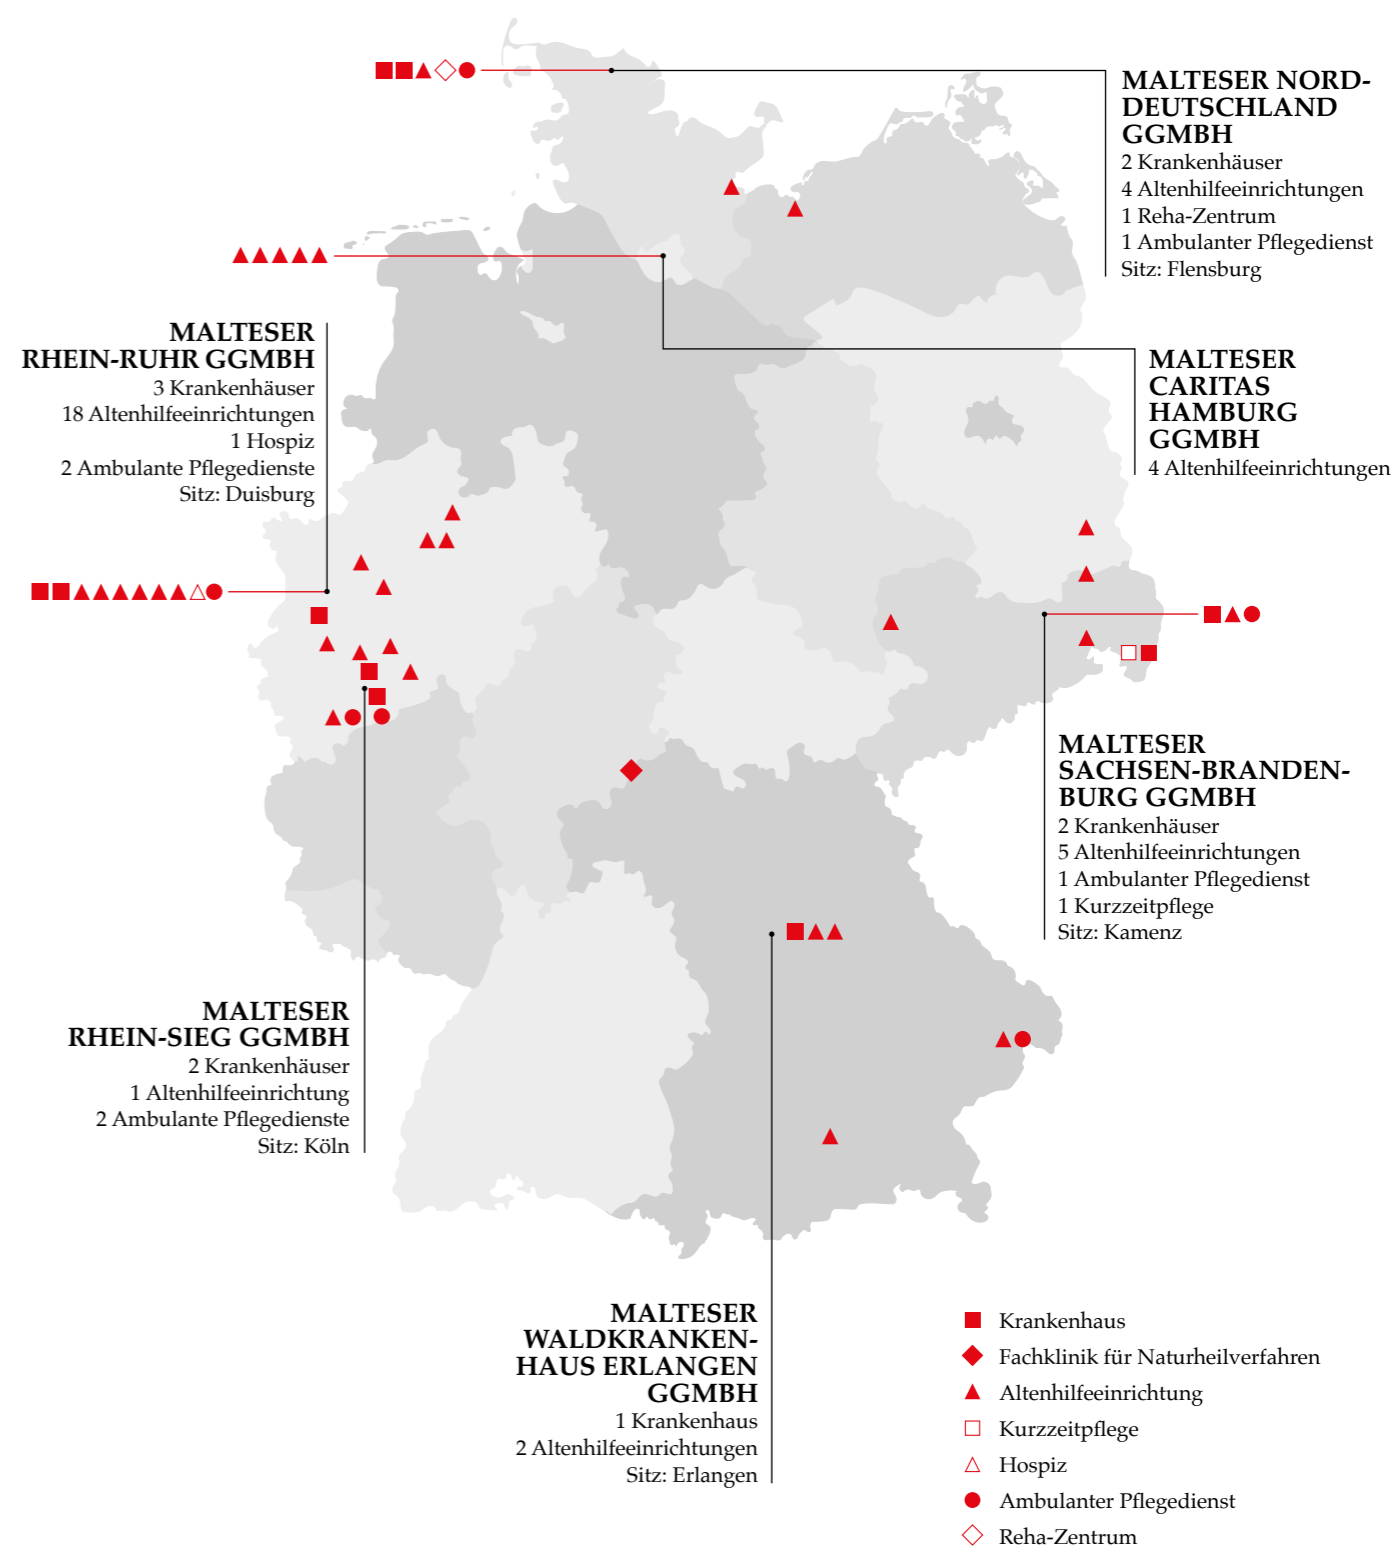 MALTESER NORD-
DEUTSCHLAND
GGMBH
2 Krankenhäuser
4 Altenhilfeeinrichtungen
1 Reha-Zentrum
1 Ambulanter Pflegedienst
Sitz: Flensburg
MALTESER
RHEIN-RUHR GGMBH
3 Krankenhäuser
18 Altenhilfeeinrichtungen
1 Hospiz
2 Ambulante Pflegedienste
Sitz: Duisburg
MALTESER
CARITAS
HAMBURG
GGMBH
4 Altenhilfeeinrichtungen
MALTESER
SACHSEN-BRANDEN-
BURG GGMBH
2 Krankenhäuser
5 Altenhilfeeinrichtungen
1 Ambulanter Pflegedienst
1 Kurzzeitpflege
Sitz: Kamenz
MALTESER
RHEIN-SIEG GGMBH
2 Krankenhäuser
1 Altenhilfeeinrichtung
2 Ambulante Pflegedienste
Sitz: Köln
MALTESER
WALDKRANKEN-
HAUS ERLANGEN
GGMBH
1 Krankenhaus
2 Altenhilfeeinrichtungen
Sitz: Erlangen
Krankenhaus
Fachklinik für Naturheilverfahren
Altenhilfeeinrichtung
Kurzzeitpflege
Hospiz
Ambulanter Pflegedienst
Reha-Zentrum